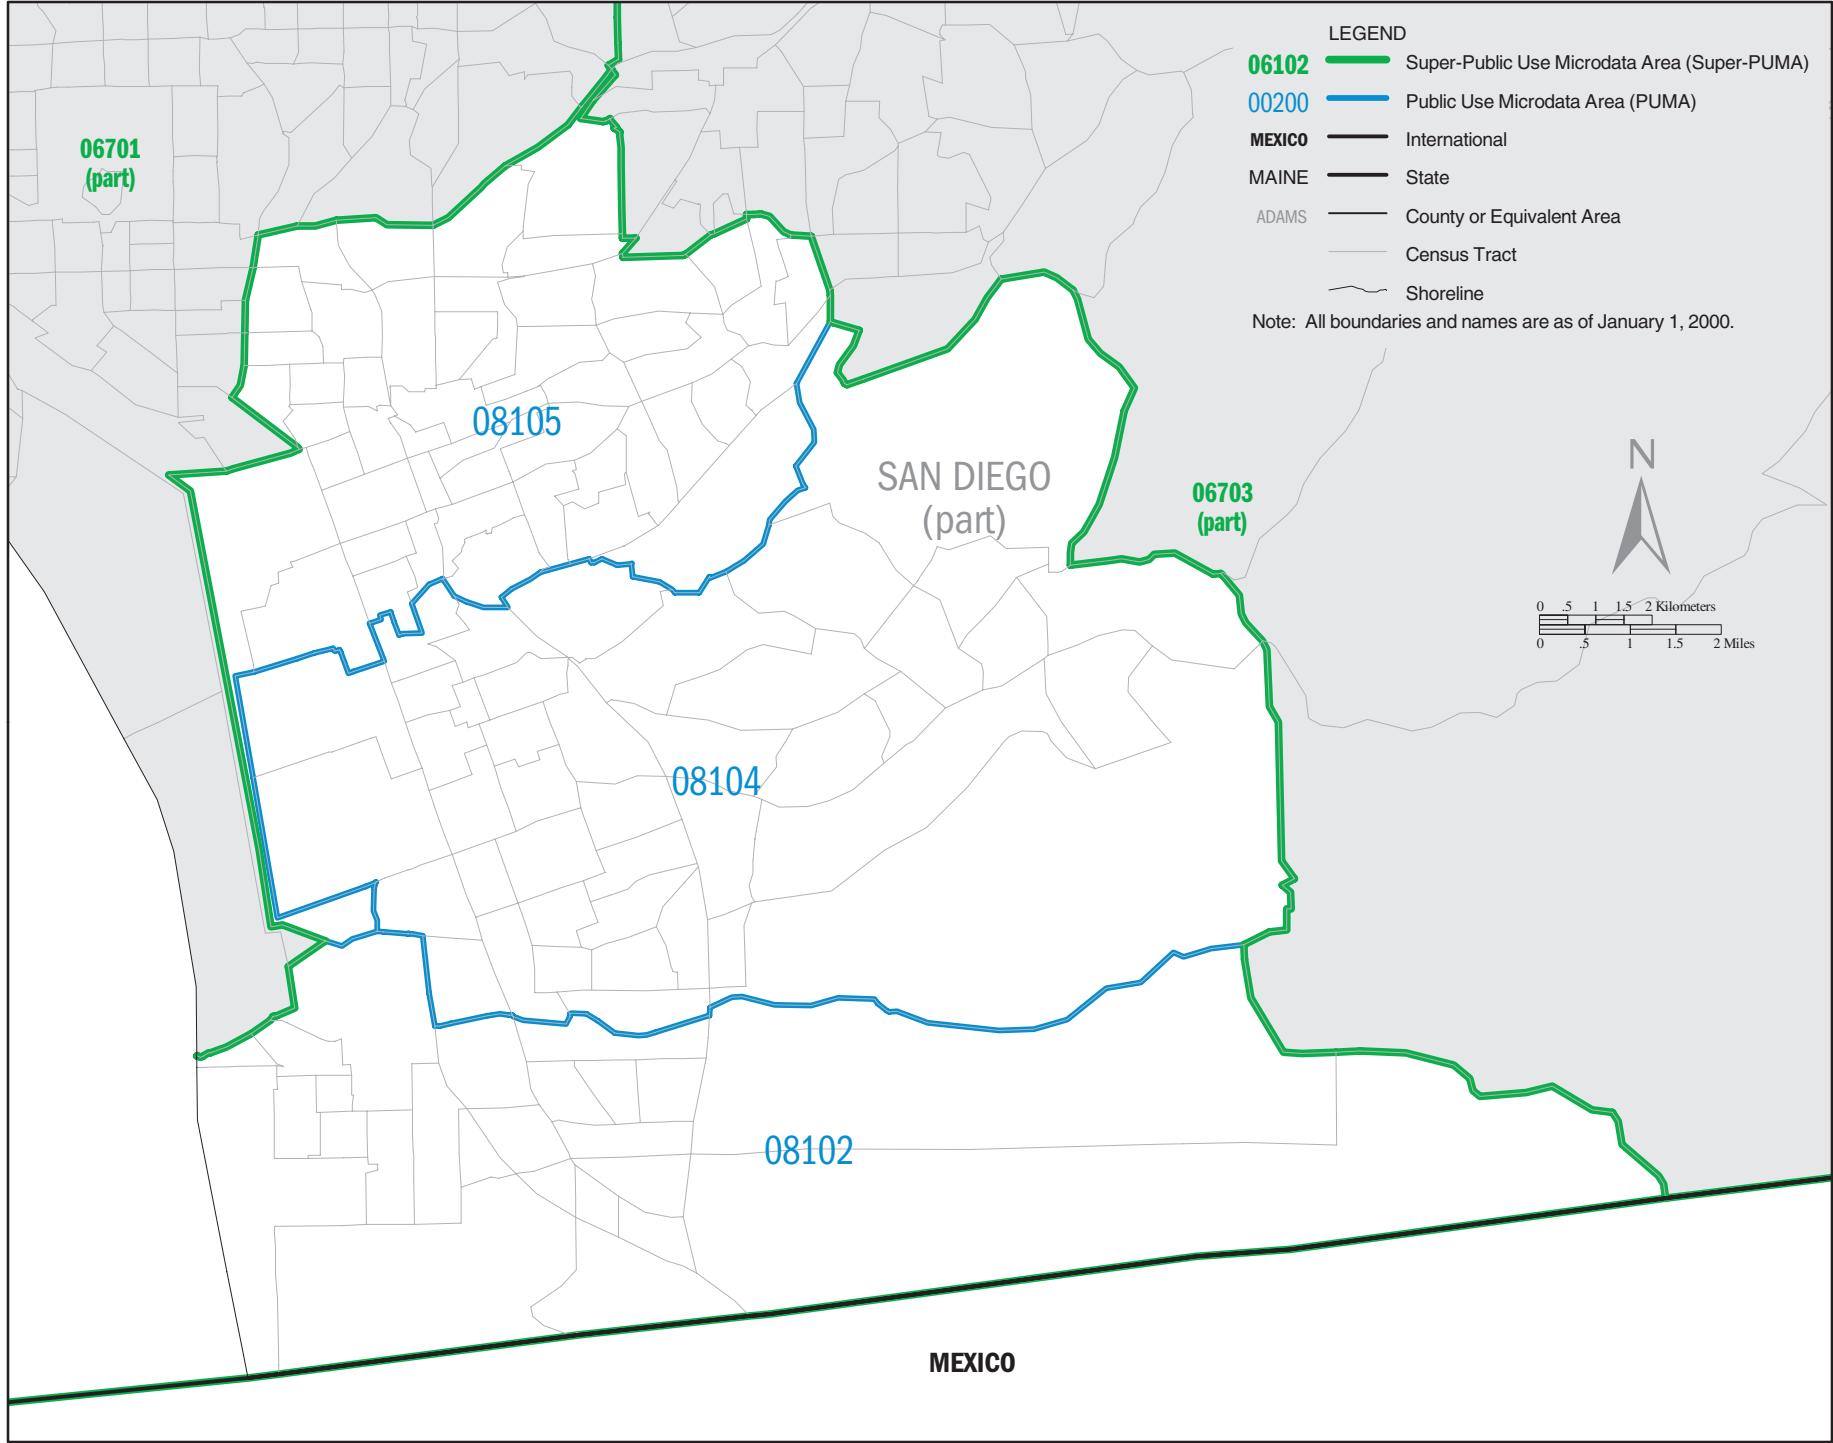 LEGEND
06102 Super-Public Use Microdata Area (Super-PUMA)
00200 Public Use Microdata Area (PUMA)
MEXICO International
MAINE State
ADAMS County or Equivalent Area
Census Tract
Shoreline
Note: All boundaries and names are as of January 1, 2000.
06701
(part)
08105
SAN DIEGO
(part)
06703
(part)
N
0 .5 1 1.5 2 Kilometers
0 .5 1 1.5 2 Miles
08104
08102
MEXICO